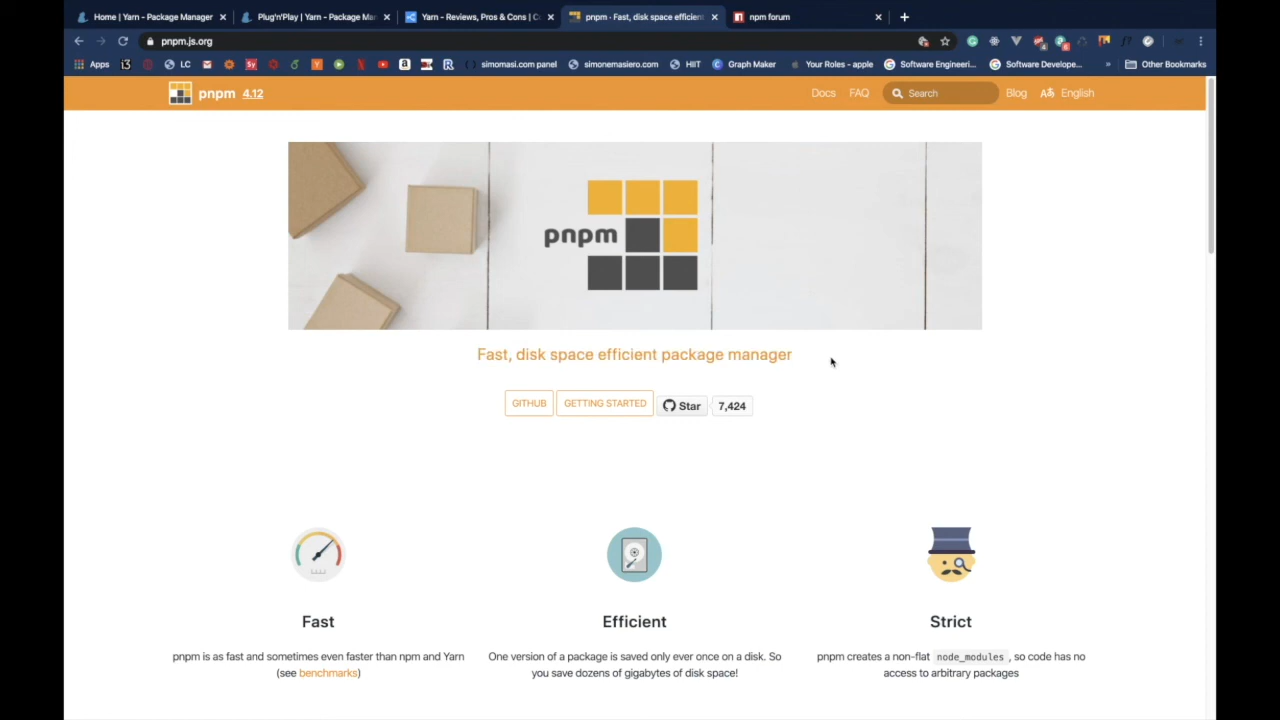 Home | Yarn - Package Manager
Plug'n'Play | Yarn - Package Ma
Yarn - Reviews, Pros & Cons | C
pnpm · Fast, disk space efficien
npm forum
pnpm.js.org
Apps
LC
simomasi.com panel
simonemasiero.com
HIIT
Graph Maker
Your Roles - apple
Software Engineeri...
Software Develope...
»
Other Bookmarks
pnpm 4.12
Docs
FAQ
Search
Blog
English
pnpm
Fast, disk space efficient package manager
GITHUB
GETTING STARTED
Star
7,424
Fast
pnpm is as fast and sometimes even faster than npm and Yarn
(see benchmarks)
Efficient
One version of a package is saved only ever once on a disk. So
you save dozens of gigabytes of disk space!
Strict
pnpm creates a non-flat node_modules , so code has no
access to arbitrary packages